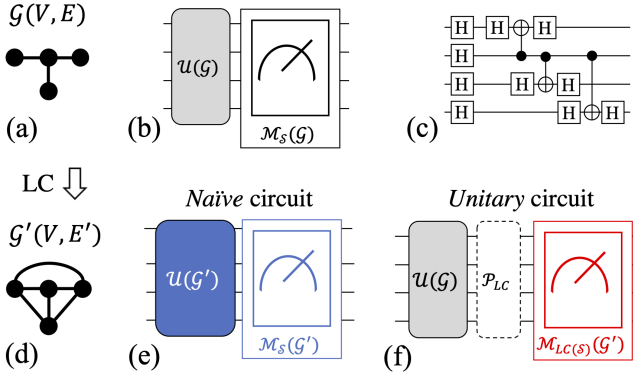 𝒢(V, E)
(a)
𝒰(𝒢)
ℳ𝒮(𝒢)
(b)
H H
H
H H H
H H H
(c)
LC
𝒢′(V, E′)
(d)
Naïve circuit
𝒰(𝒢′)
ℳ𝒮(𝒢′)
(e)
Unitary circuit
𝒰(𝒢)
𝒫LC
ℳLC(𝒮)(𝒢′)
(f)